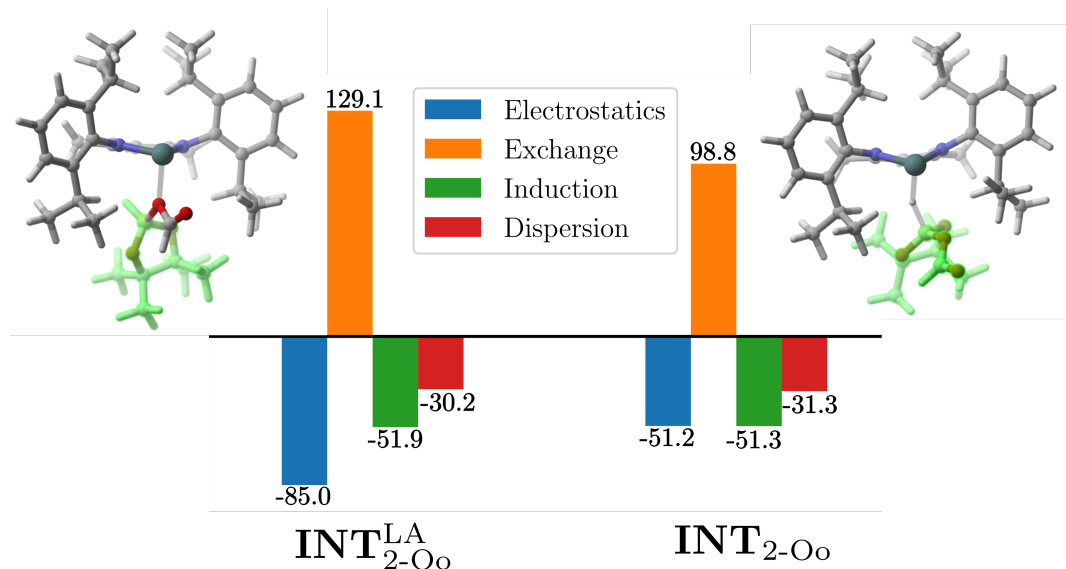 129.1
Electrostatics
Exchange
Induction
Dispersion
98.8
-85.0
-51.9
-30.2
-51.2
-51.3
-31.3
INT^LA_2-Oo
INT_2-Oo